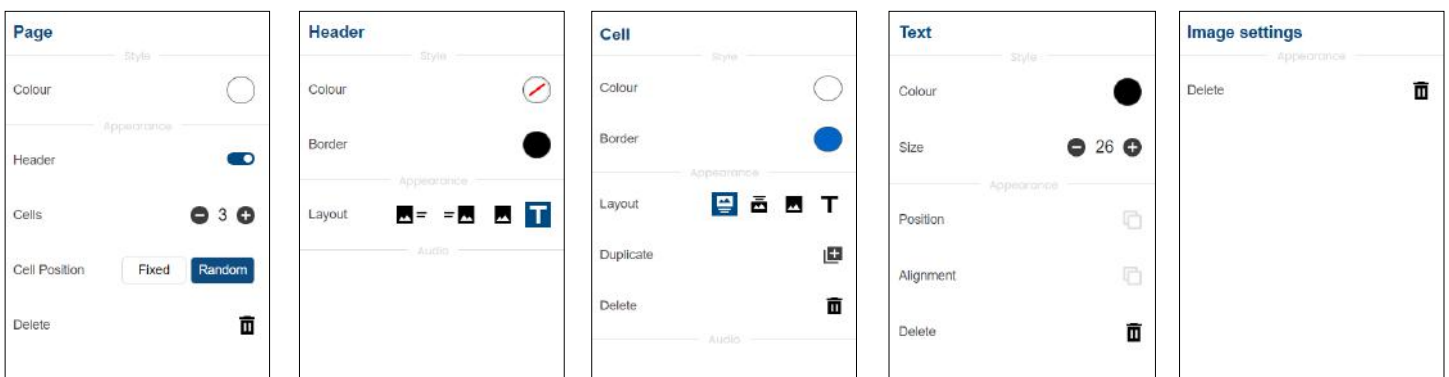 Page
Style
Colour
Appearance
Header
Cells 3
Cell Position Fixed Random
Delete
Header
Style
Colour
Border
Appearance
Layout T
Audio
Cell
Style
Colour
Border
Appearance
Layout T
Duplicate
Delete
Audio
Text
Style
Colour
Size 26
Appearance
Position
Alignment
Delete
Image settings
Appearance
Delete